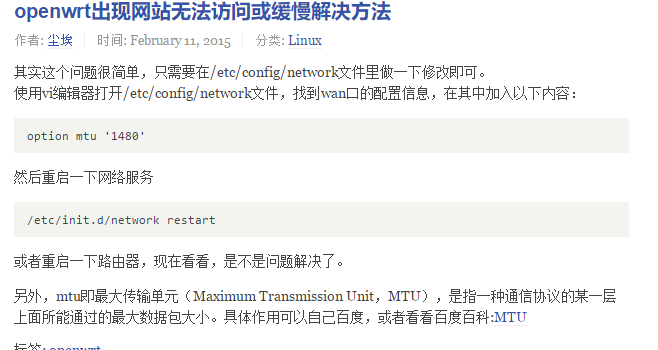 openwrt出现网站无法访问或缓慢解决方法
作者: 尘埃 时间: February 11, 2015 分类: Linux
其实这个问题很简单，只需要在/etc/config/network文件里做一下修改即可。
使用vi编辑器打开/etc/config/network文件，找到wan口的配置信息，在其中加入以下内容：
option mtu '1480'
然后重启一下网络服务
/etc/init.d/network restart
或者重启一下路由器，现在看看，是不是问题解决了。
另外，mtu即最大传输单元（Maximum Transmission Unit，MTU），是指一种通信协议的某一层
上面所能通过的最大数据包大小。具体作用可以自己百度，或者看看百度百科:MTU
标签: openwrt